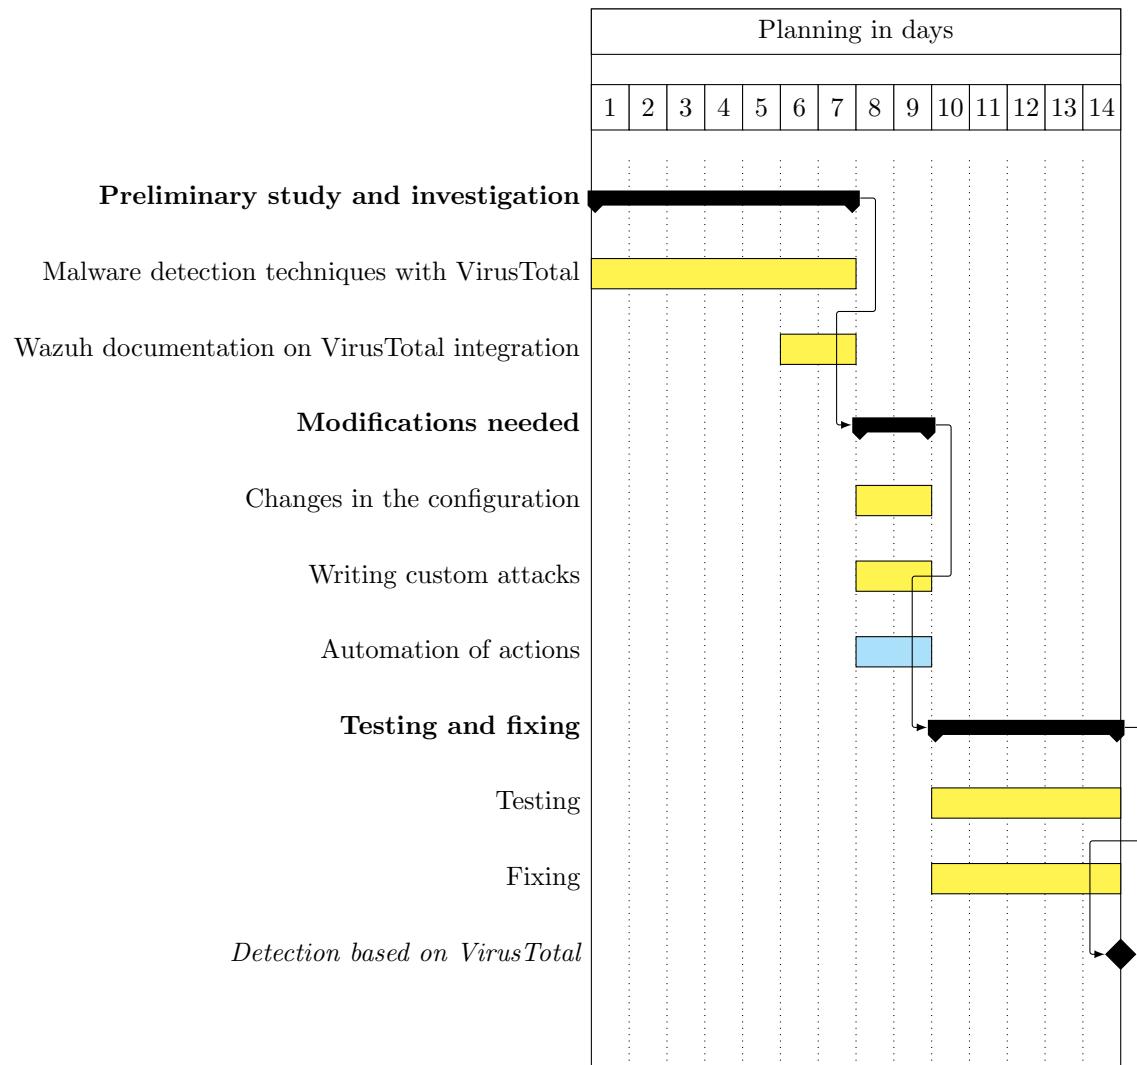 Planning in days
1 2 3 4 5 6 7 8 9 10 11 12 13 14
Preliminary study and investigation
Malware detection techniques with VirusTotal
Wazuh documentation on VirusTotal integration
Modifications needed
Changes in the configuration
Writing custom attacks
Automation of actions
Testing and fixing
Testing
Fixing
Detection based on VirusTotal